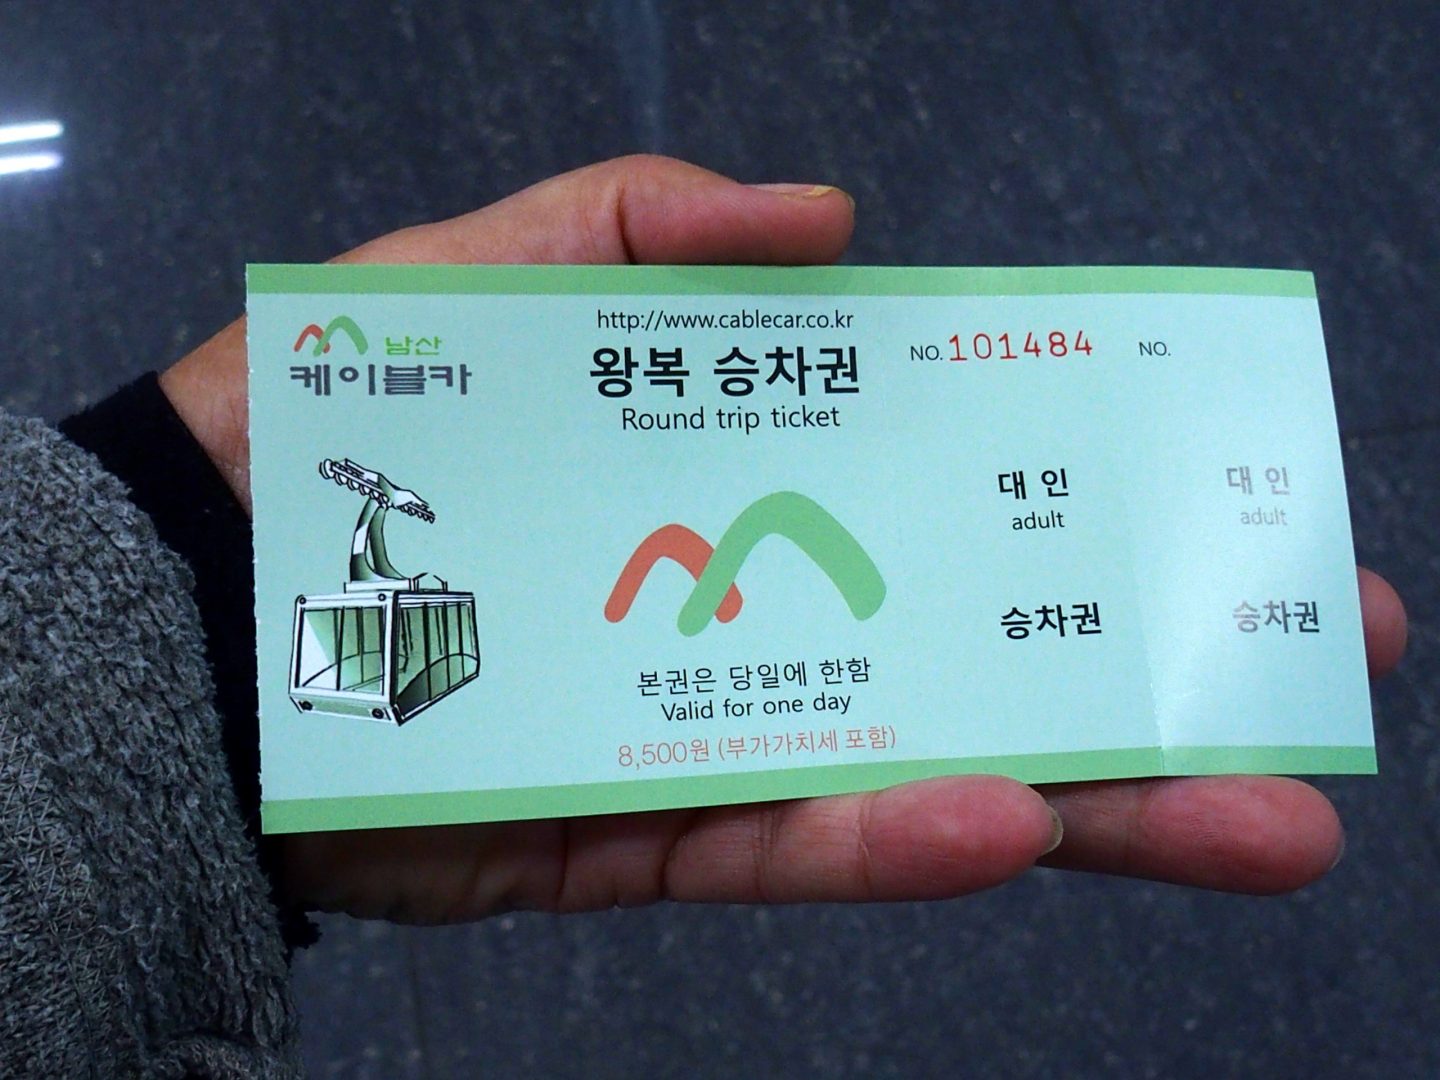 남산
케이블카
http://www.cablecar.co.kr
왕복 승차권
Round trip ticket
본권은 당일에 한함
Valid for one day
8,500원 (부가가치세 포함)
NO. 101484
대 인
adult
승차권
NO.
대 인
adult
승차권